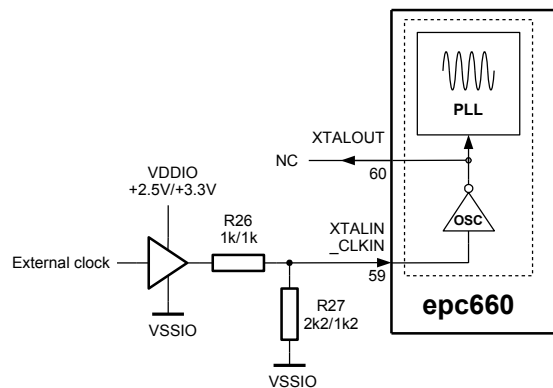 PLL
XTALOUT
NC
60
VDDIO
+2.5V/+3.3V
OSC
R26
1k/1k
XTALIN
_CLKIN
External clock
59
epc660
R27
2k2/1k2
VSSIO
VSSIO